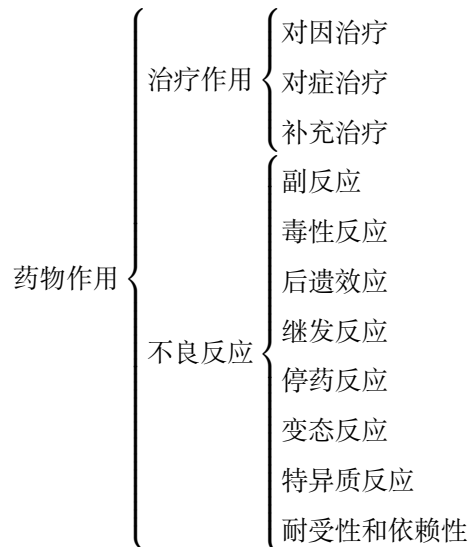 药物作用
治疗作用
对因治疗
对症治疗
补充治疗
不良反应
副反应
毒性反应
后遗效应
继发反应
停药反应
变态反应
特异质反应
耐受性和依赖性